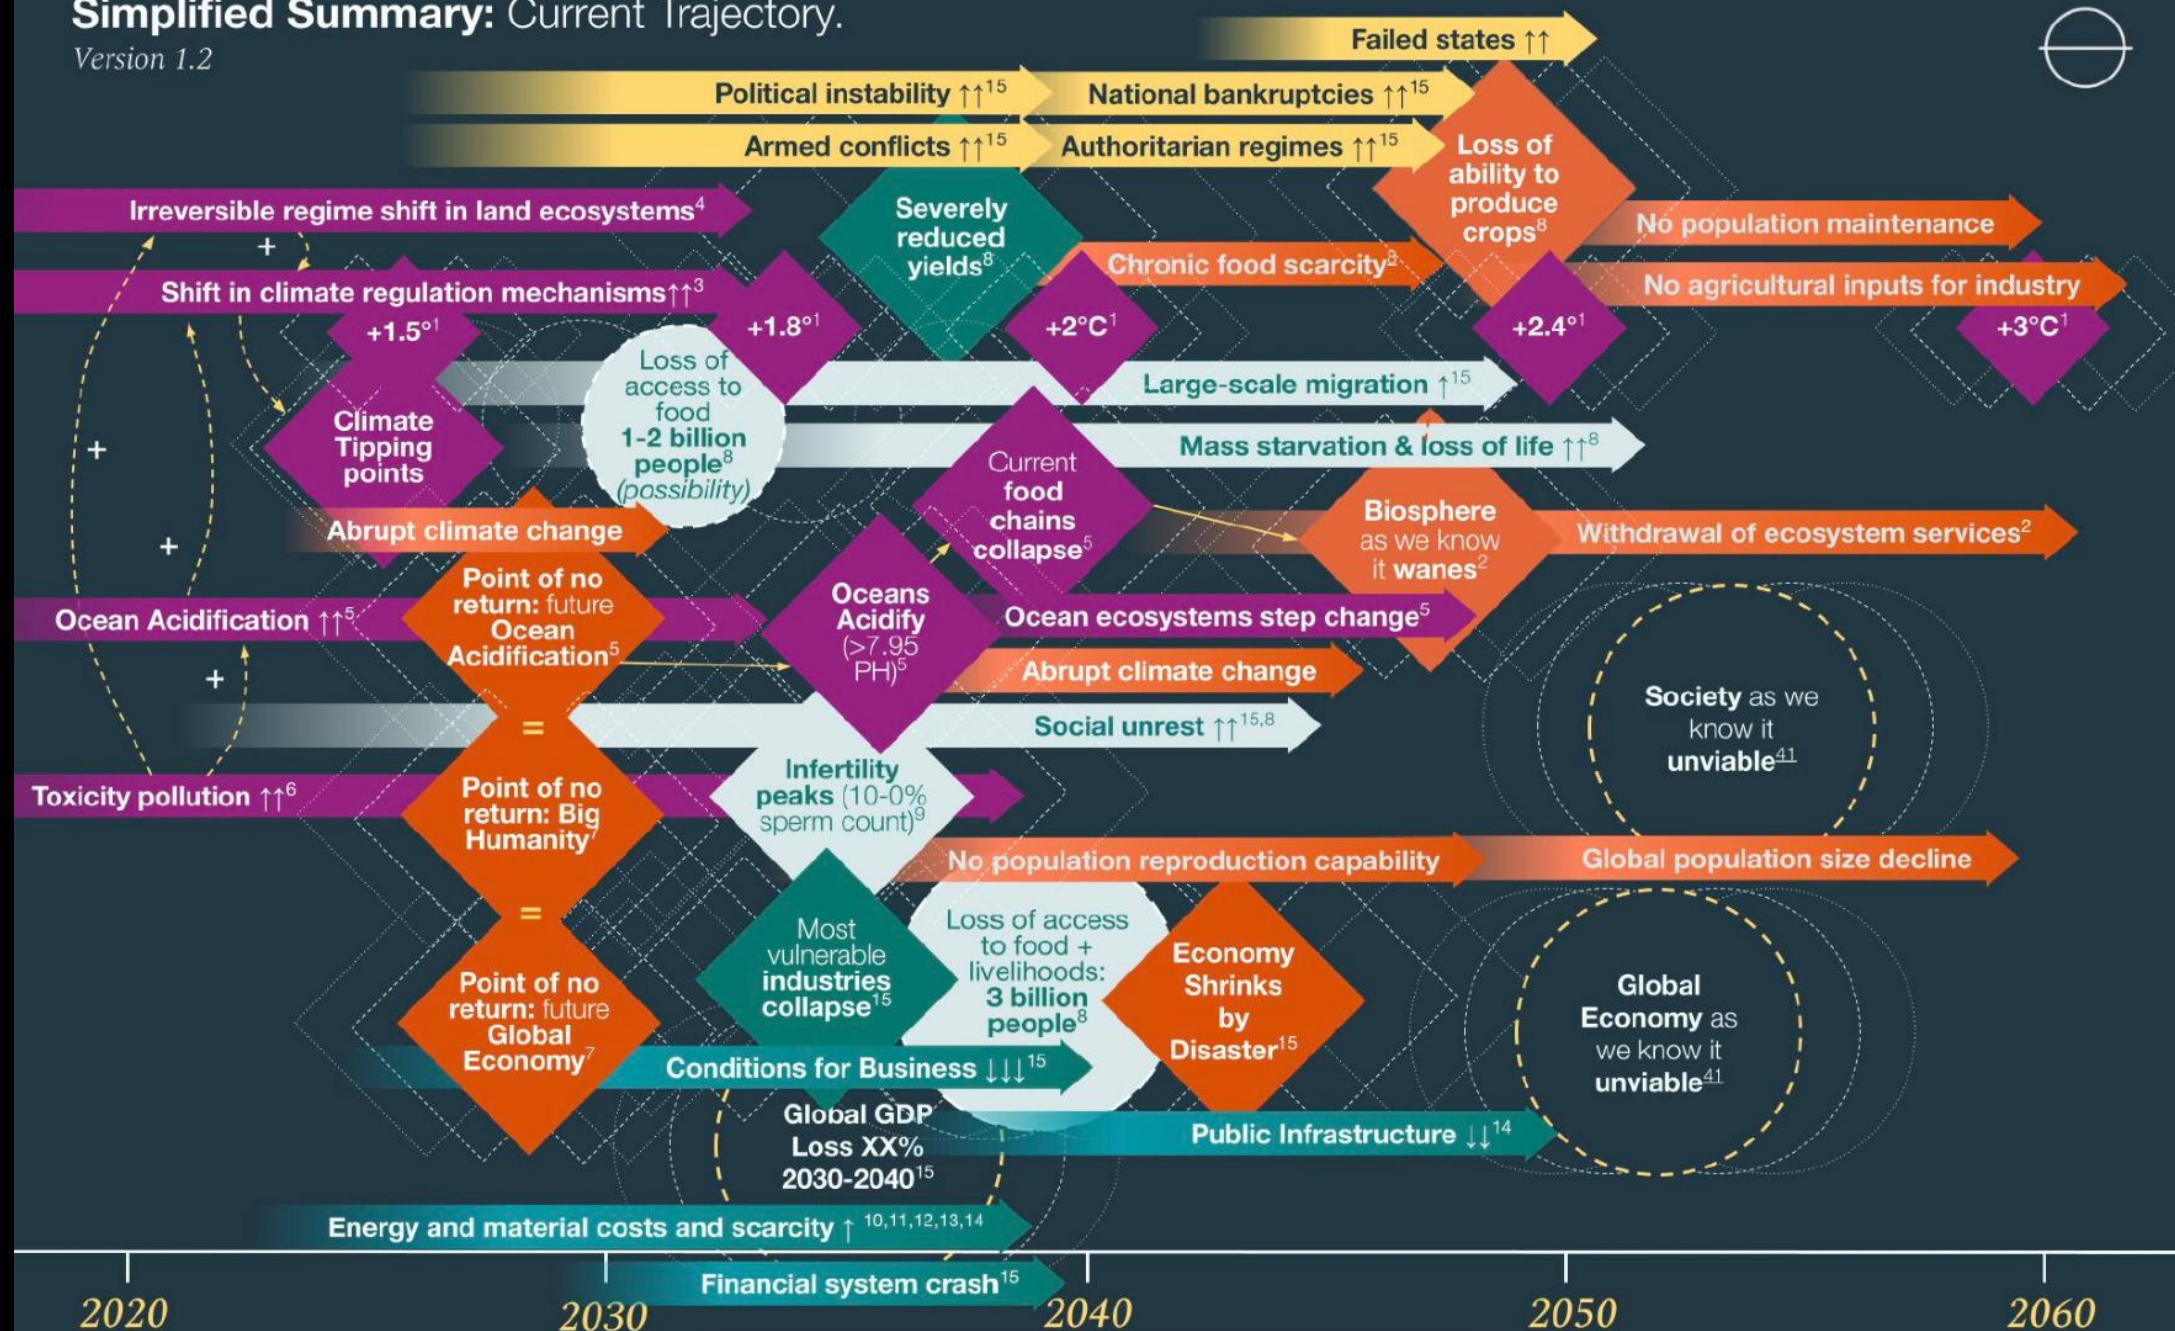 Simplified Summary: Current Trajectory.
Version 1.2
Failed states ↑↑
Political instability ↑↑15
National bankruptcies ↑↑15
Armed conflicts ↑↑15
Authoritarian regimes ↑↑15
Loss of
ability to
produce
crops8
Irreversible regime shift in land ecosystems4
Severely
reduced
yields8
No population maintenance
+
Chronic food scarcity8
Shift in climate regulation mechanisms↑↑3
No agricultural inputs for industry
+1.5°1
+1.8°1
+2°C1
+2.4°1
+3°C1
Loss of
access to
food
1-2 billion
people8
(possibility)
Large-scale migration ↑15
Climate
Tipping
points
Mass starvation & loss of life ↑↑8
+
Current
food
chains
collapse5
Biosphere
as we know
it wanes2
Abrupt climate change
Withdrawal of ecosystem services2
+
Point of no
return: future
Ocean
Acidification5
Oceans
Acidify
(>7.95
PH)5
Ocean Acidification ↑↑5
Ocean ecosystems step change5
Abrupt climate change
+
Society as we
know it
unviable41
Social unrest ↑↑15,8
=
Infertility
peaks (10-0%
sperm count)9
Toxicity pollution ↑↑6
Point of no
return: Big
Humanity7
No population reproduction capability
Global population size decline
=
Most
vulnerable
industries
collapse15
Loss of access
to food +
livelihoods:
3 billion
people8
Economy
Shrinks
by
Disaster15
Point of no
return: future
Global
Economy7
Global
Economy as
we know it
unviable41
Conditions for Business ↓↓↓15
Global GDP
Loss XX%
2030-204015
Public Infrastructure ↓↓14
Energy and material costs and scarcity ↑ 10,11,12,13,14
Financial system crash15
2020
2030
2040
2050
2060